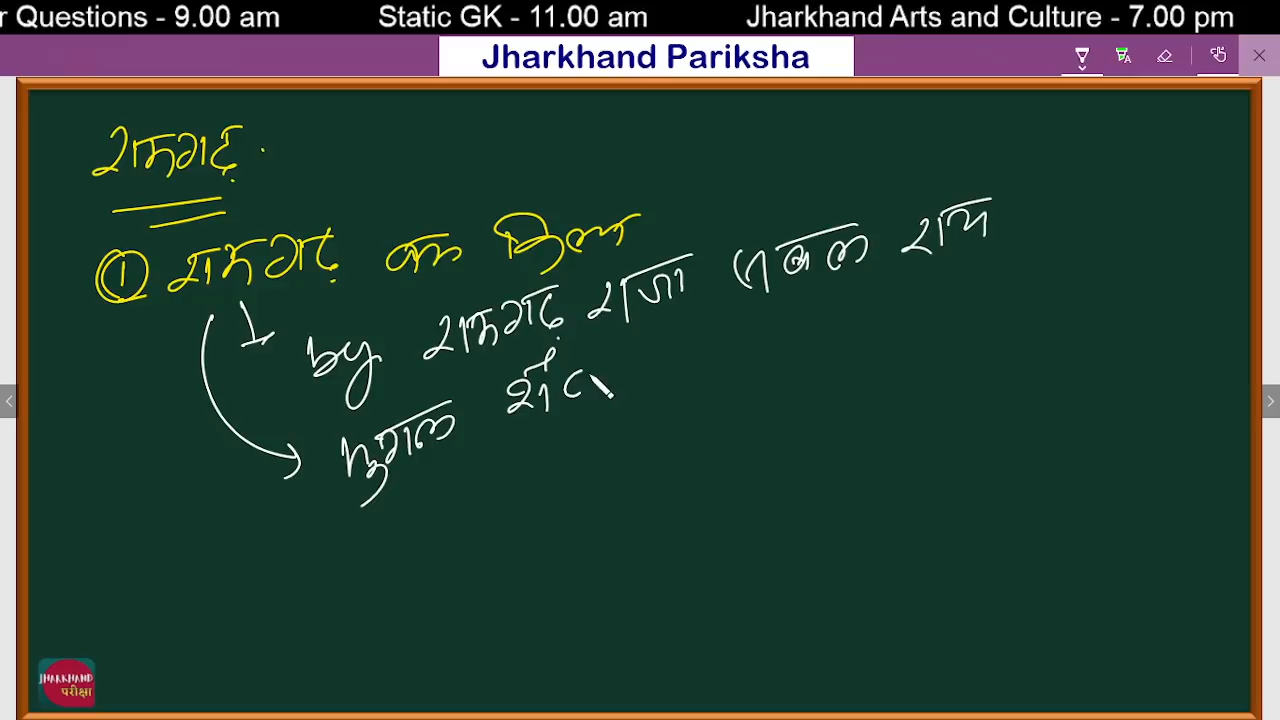 r Questions - 9.00 am Static GK - 11.00 am Jharkhand Arts and Culture - 7.00 pm
Jharkhand Pariksha
रामगढ़
① रामगढ़ का किला
by रामगढ़ राजा सबल राय
मुगल शै
JHARKHAND
परीक्षा